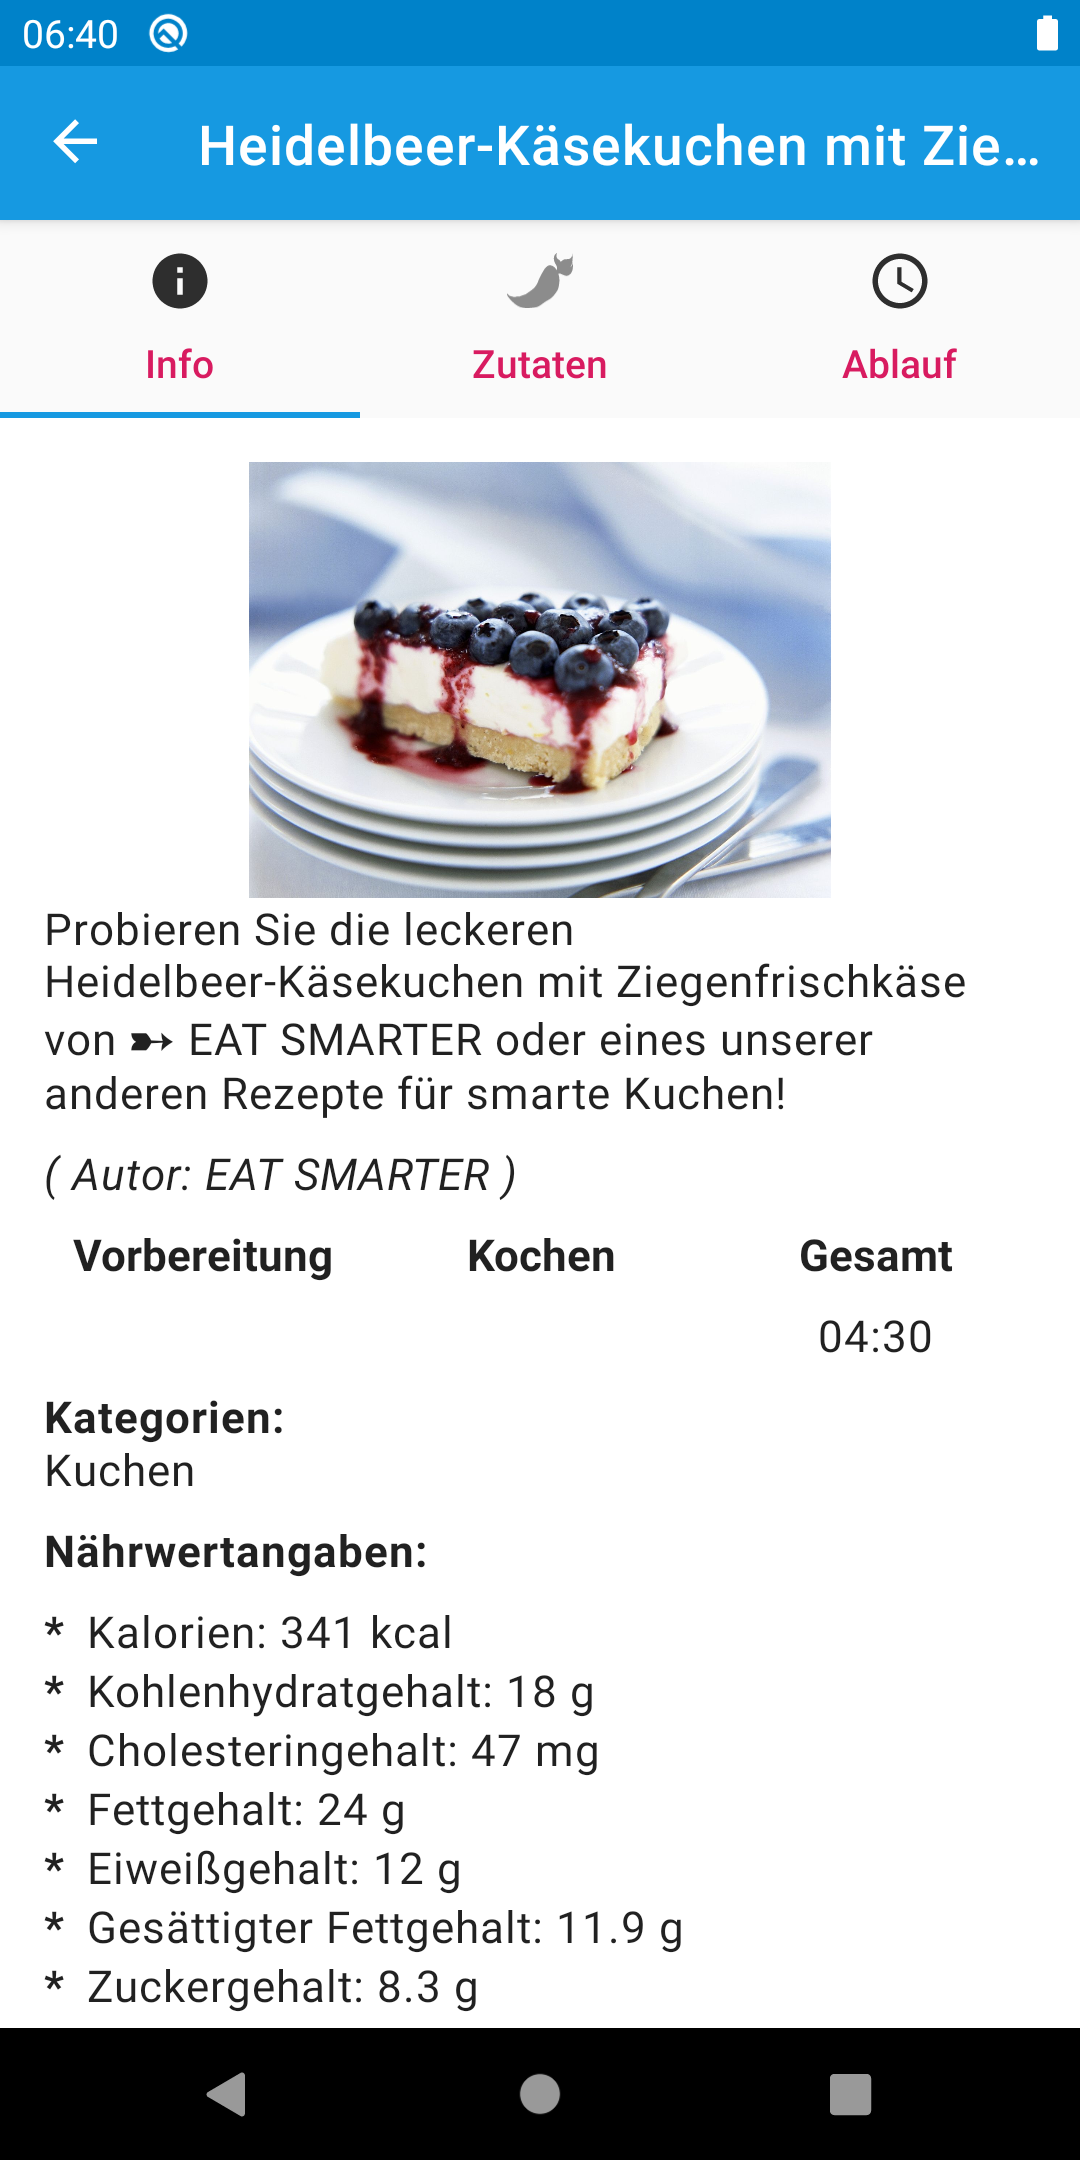 06:40
Heidelbeer-Käsekuchen mit Zie...
Info
Zutaten
Ablauf
Probieren Sie die leckeren
Heidelbeer-Käsekuchen mit Ziegenfrischkäse
von ➽ EAT SMARTER oder eines unserer
anderen Rezepte für smarte Kuchen!
( Autor: EAT SMARTER )
Vorbereitung Kochen Gesamt
04:30
Kategorien:
Kuchen
Nährwertangaben:
* Kalorien: 341 kcal
* Kohlenhydratgehalt: 18 g
* Cholesteringehalt: 47 mg
* Fettgehalt: 24 g
* Eiweißgehalt: 12 g
* Gesättigter Fettgehalt: 11.9 g
* Zuckergehalt: 8.3 g